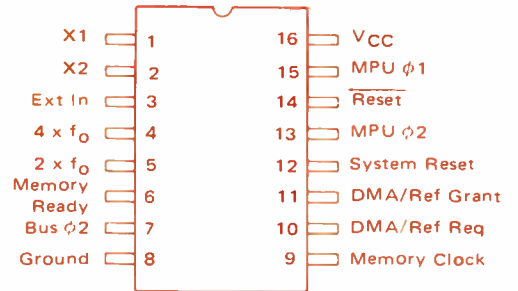 X1 1 16 VCC
X2 2 15 MPU φ1
Ext In 3 14 Reset
4 x fo 4 13 MPU φ2
2 x fo 5 12 System Reset
Memory Ready 6 11 DMA/Ref Grant
Bus φ2 7 10 DMA/Ref Req
Ground 8 9 Memory Clock